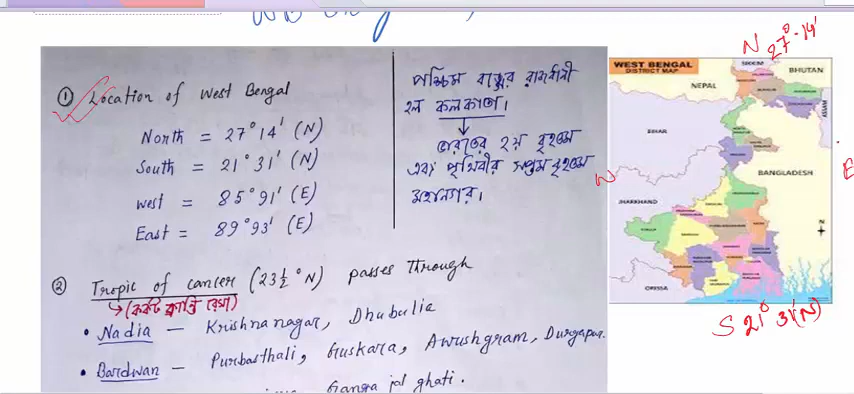 ① Location of West Bengal
North = 27° 14' (N)
South = 21° 31' (N)
West = 85° 91' (E)
East = 89° 93' (E)
পশ্চিম বঙ্গের রাজধানী
হল কলকাতা।
ভারতের ২য় বৃহত্তম
এবং পৃথিবীর সপ্তম বৃহত্তম
মহানগর।
② Tropic of cancer (23½° N) passes through
→ (কর্কট ক্রান্তি রেখা)
• Nadia — Krishnanagar, Dhubulia
• Bardwan — Purbasthali, Guskara, Awushgram, Durgapur.
Ganga jal ghati.
N 27°-14'
WEST BENGAL
DISTRICT MAP
SIKKIM
NEPAL
BHUTAN
ASSAM
BIHAR
BANGLADESH
W
E
JHARKHAND
N
ORISSA
S 21° 31'(N)